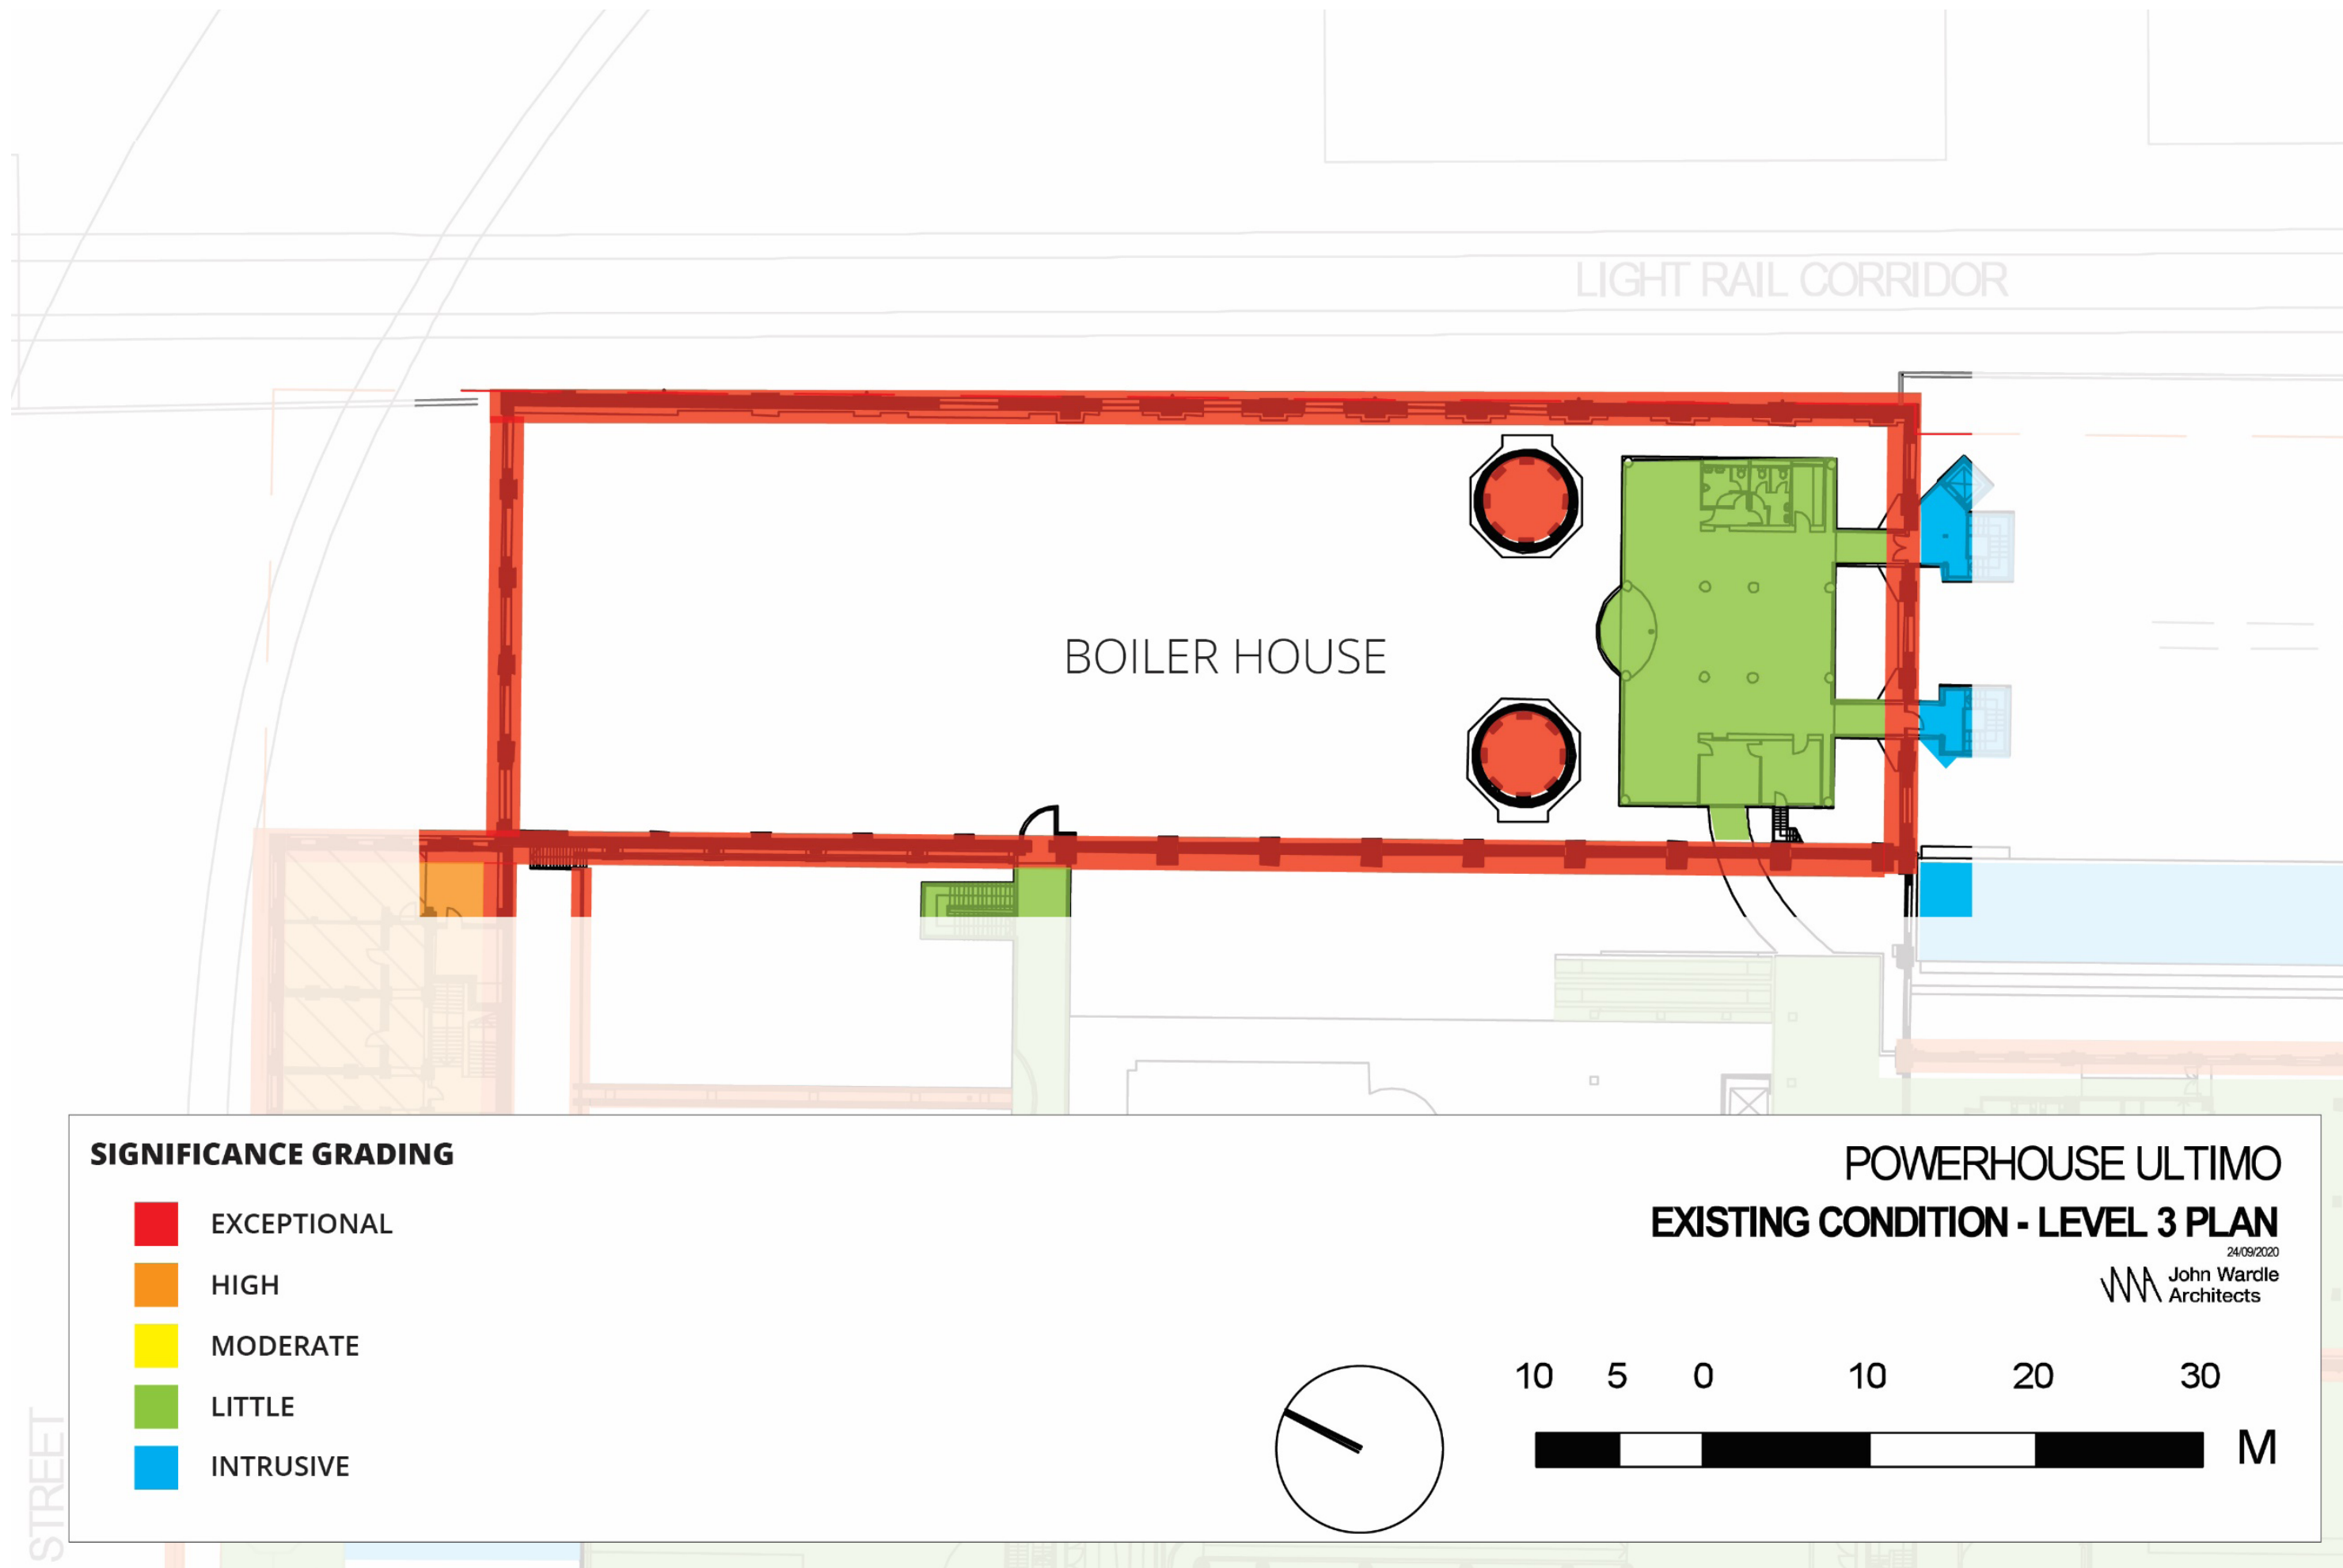 LIGHT RAIL CORRIDOR
BOILER HOUSE
STREET
SIGNIFICANCE GRADING
EXCEPTIONAL
HIGH
MODERATE
LITTLE
INTRUSIVE
POWERHOUSE ULTIMO
EXISTING CONDITION - LEVEL 3 PLAN
24/09/2020
John Wardle
Architects
10 5 0 10 20 30
M